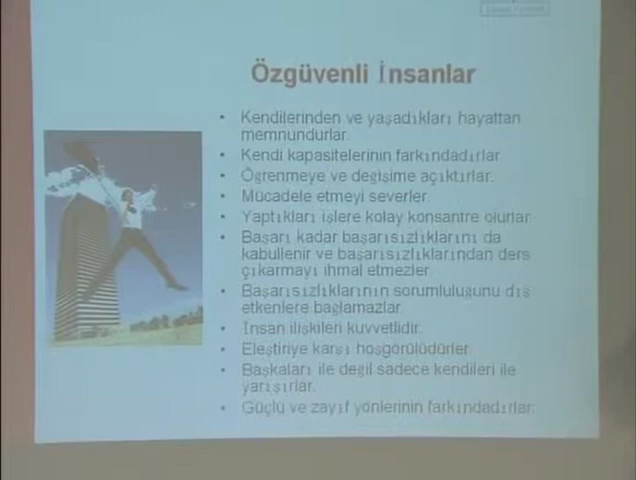 Özgüvenli İnsanlar
• Kendilerinden ve yaşadıkları hayattan
memnundurlar.
• Kendi kapasitelerinin farkındadırlar
• Öğrenmeye ve değişime açıktırlar.
• Mücadele etmeyi severler.
• Yaptıkları işlere kolay konsantre olurlar.
• Başarı kadar başarısızlıklarını da
kabullenir ve başarısızlıklarından ders
çıkarmayı ihmal etmezler.
• Başarısızlıklarının sorumluluğunu dış
etkenlere bağlamazlar.
• İnsan ilişkileri kuvvetlidir.
• Eleştiriye karşı hoşgörülüdürler.
• Başkaları ile değil sadece kendileri ile
yarışırlar.
• Güçlü ve zayıf yönlerinin farkındadırlar.